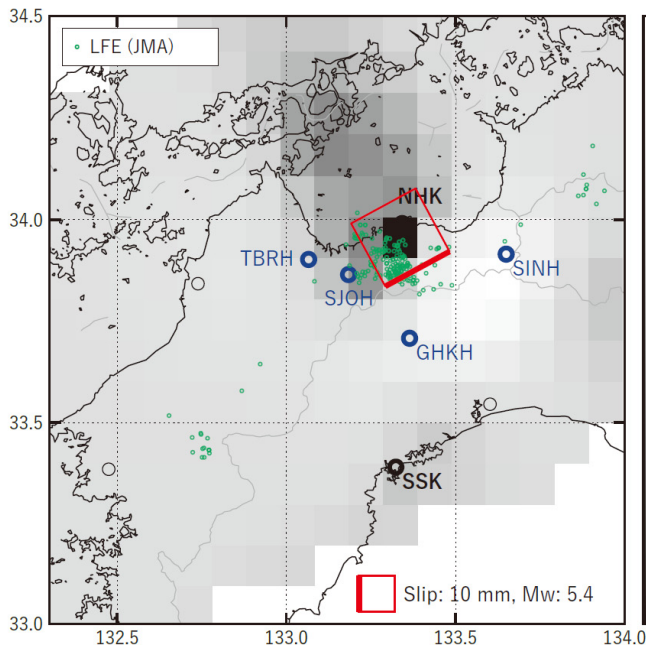 34.5
LFE (JMA)
34.0
NHK
TBRH
SINH
SJOH
GHKH
33.5
SSK
Slip: 10 mm, Mw: 5.4
33.0
132.5
133.0
133.5
134.0